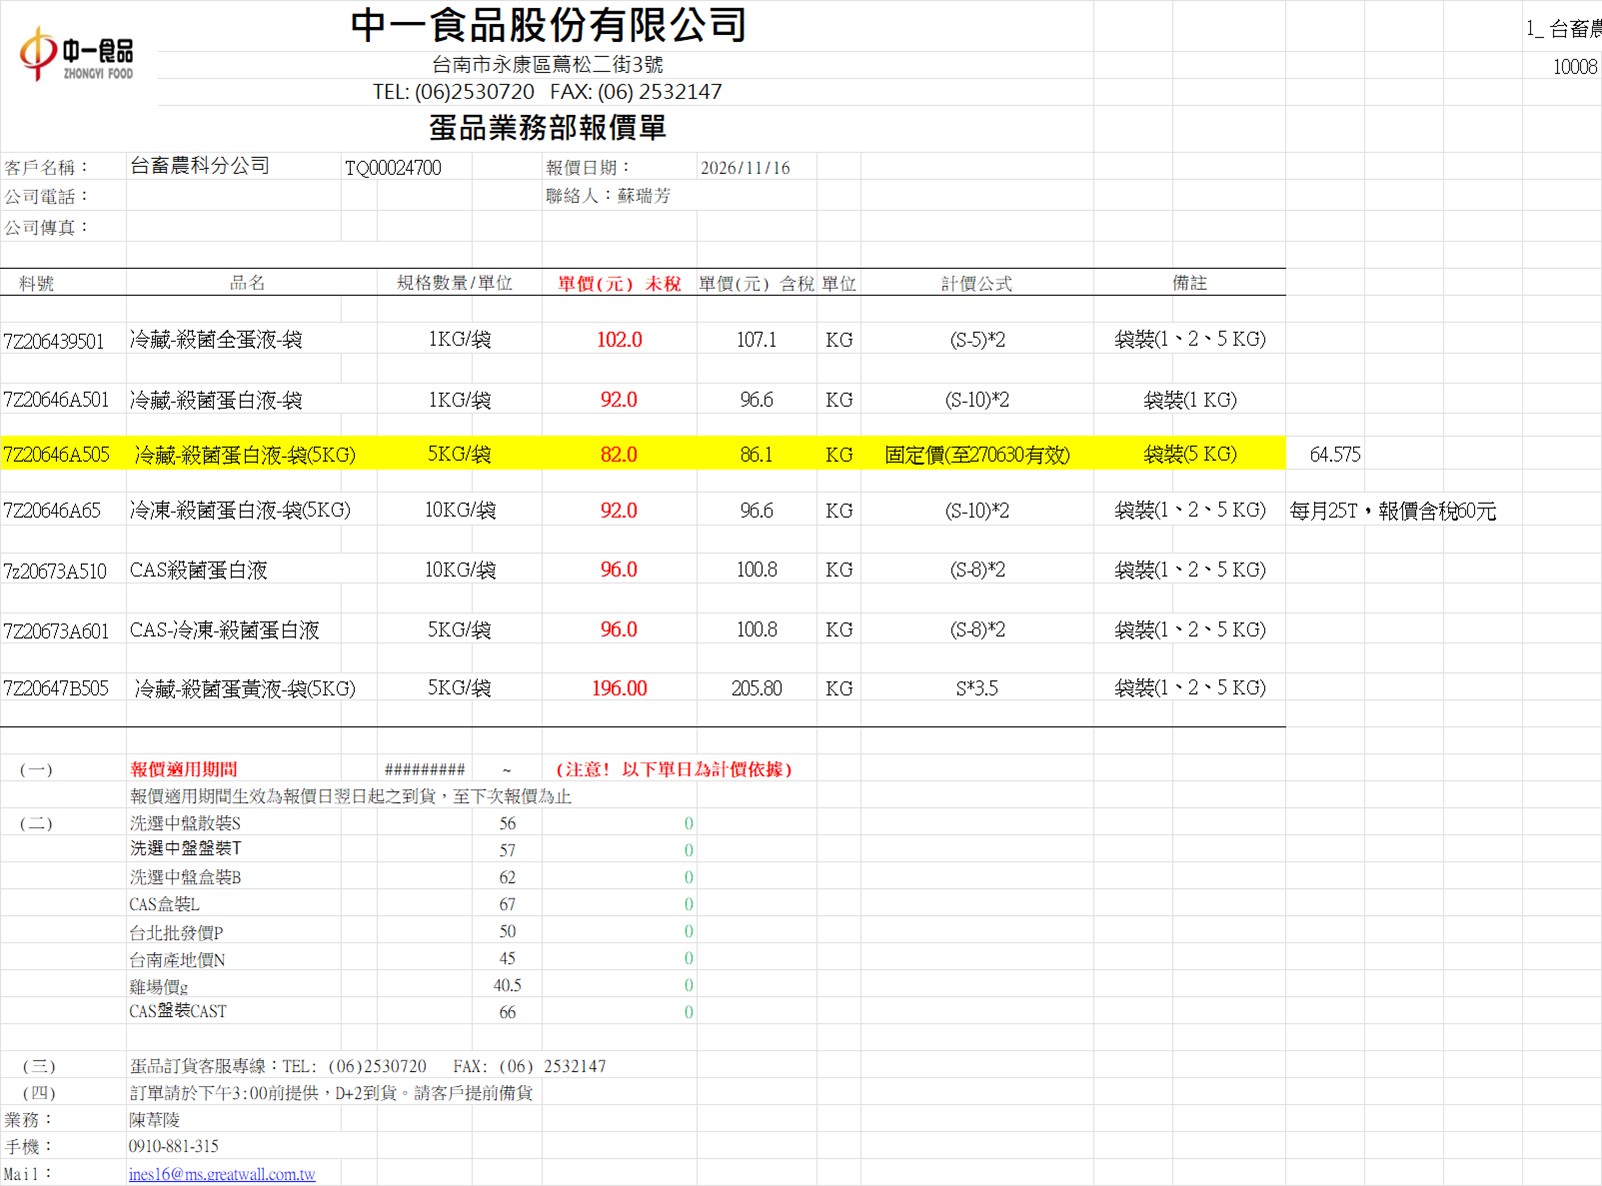 中一食品股份有限公司
1_ 台畜
中一食品
ZHONGYI FOOD
台南市永康區蔦松二街3號
10008
TEL: (06)2530720 FAX: (06) 2532147
蛋品業務部報價單
客戶名稱： 台畜農科分公司 TQ00024700 報價日期： 2026/11/16
公司電話： 聯絡人：蘇瑞芳
公司傳真：
料號 品名 規格數量/單位 單價(元) 未稅 單價(元) 含稅 單位 計價公式 備註
7Z206439501 冷藏-殺菌全蛋液-袋 1KG/袋 102.0 107.1 KG (S-5)*2 袋裝(1、2、5 KG)
7Z20646A501 冷藏-殺菌蛋白液-袋 1KG/袋 92.0 96.6 KG (S-10)*2 袋裝(1 KG)
7Z20646A505 冷藏-殺菌蛋白液-袋(5KG) 5KG/袋 82.0 86.1 KG 固定價(至270630有效) 袋裝(5 KG) 64.575
7Z20646A65 冷凍-殺菌蛋白液-袋(5KG) 10KG/袋 92.0 96.6 KG (S-10)*2 袋裝(1、2、5 KG) 每月25T，報價含稅60元
7z20673A510 CAS殺菌蛋白液 10KG/袋 96.0 100.8 KG (S-8)*2 袋裝(1、2、5 KG)
7Z20673A601 CAS-冷凍-殺菌蛋白液 5KG/袋 96.0 100.8 KG (S-8)*2 袋裝(1、2、5 KG)
7Z20647B505 冷藏-殺菌蛋黃液-袋(5KG) 5KG/袋 196.00 205.80 KG S*3.5 袋裝(1、2、5 KG)
(一) 報價適用期間 ######### ~ (注意! 以下單日為計價依據)
報價適用期間生效為報價日翌日起之到貨，至下次報價為止
(二) 洗選中盤散裝S 56 0
洗選中盤盤裝T 57 0
洗選中盤盒裝B 62 0
CAS盒裝L 67 0
台北批發價P 50 0
台南產地價N 45 0
雞場價g 40.5 0
CAS盤裝CAST 66 0
(三) 蛋品訂貨客服專線：TEL: (06)2530720 FAX: (06) 2532147
(四) 訂單請於下午3:00前提供，D+2到貨。請客戶提前備貨
業務： 陳葦陵
手機： 0910-881-315
Mail： ines16@ms.greatwall.com.tw